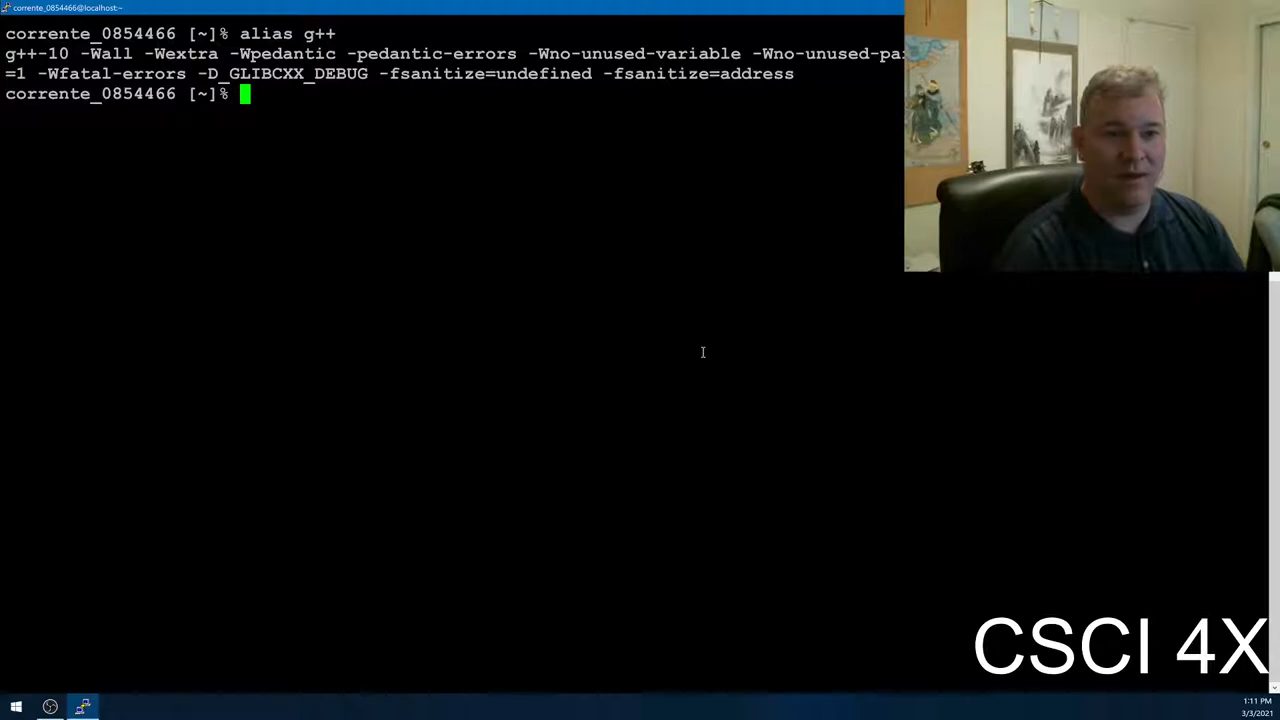 corrente_0854466@localhost:~
corrente_0854466 [~]% alias g++
g++-10 -Wall -Wextra -Wpedantic -pedantic-errors -Wno-unused-variable -Wno-unused-pa
=1 -Wfatal-errors -D_GLIBCXX_DEBUG -fsanitize=undefined -fsanitize=address
corrente_0854466 [~]%
CSCI 4X
1:11 PM
3/3/2021